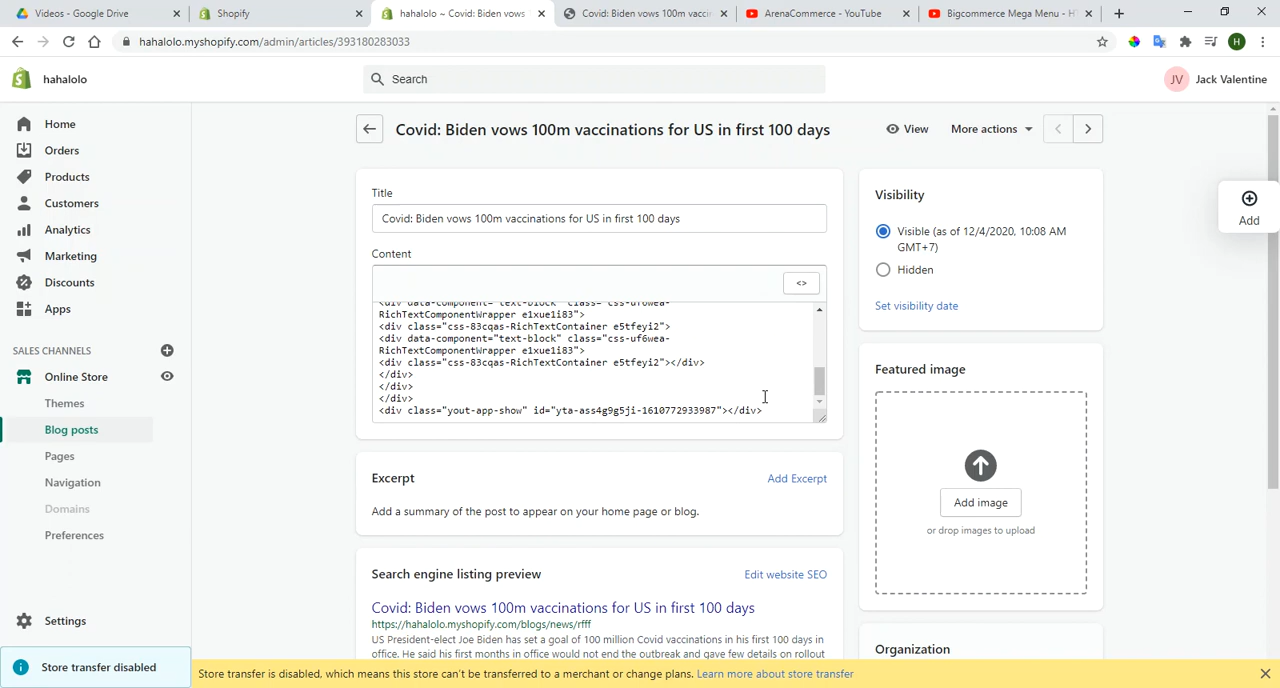 Videos - Google Drive
Shopify
hahalolo ~ Covid: Biden vows
Covid: Biden vows 100m vaccin
ArenaCommerce - YouTube
Bigcommerce Mega Menu - H
hahalolo.myshopify.com/admin/articles/393180283033
H
hahalolo
Search
JV
Jack Valentine
Home
Orders
Products
Customers
Analytics
Marketing
Discounts
Apps
SALES CHANNELS
Online Store
Themes
Blog posts
Pages
Navigation
Domains
Preferences
Settings
Store transfer disabled
Covid: Biden vows 100m vaccinations for US in first 100 days
View
More actions
Title
Covid: Biden vows 100m vaccinations for US in first 100 days
Content
<>
<div data-component="text-block" class="css-uf6wea-
RichTextComponentWrapper e1xue1i83">
<div class="css-83cqas-RichTextContainer e5tfeyi2">
<div data-component="text-block" class="css-uf6wea-
RichTextComponentWrapper e1xue1i83">
<div class="css-83cqas-RichTextContainer e5tfeyi2"></div>
</div>
</div>
</div>
<div class="yout-app-show" id="yta-ass4g9g5ji-1610772933987"></div>
Excerpt
Add Excerpt
Add a summary of the post to appear on your home page or blog.
Search engine listing preview
Edit website SEO
Covid: Biden vows 100m vaccinations for US in first 100 days
https://hahalolo.myshopify.com/blogs/news/rfff
US President-elect Joe Biden has set a goal of 100 million Covid vaccinations in his first 100 days in
office. He said his first months in office would not end the outbreak and gave few details on rollout
Visibility
Visible (as of 12/4/2020, 10:08 AM
GMT+7)
Hidden
Set visibility date
Featured image
Add image
or drop images to upload
Organization
Add
Store transfer is disabled, which means this store can't be transferred to a merchant or change plans. Learn more about store transfer